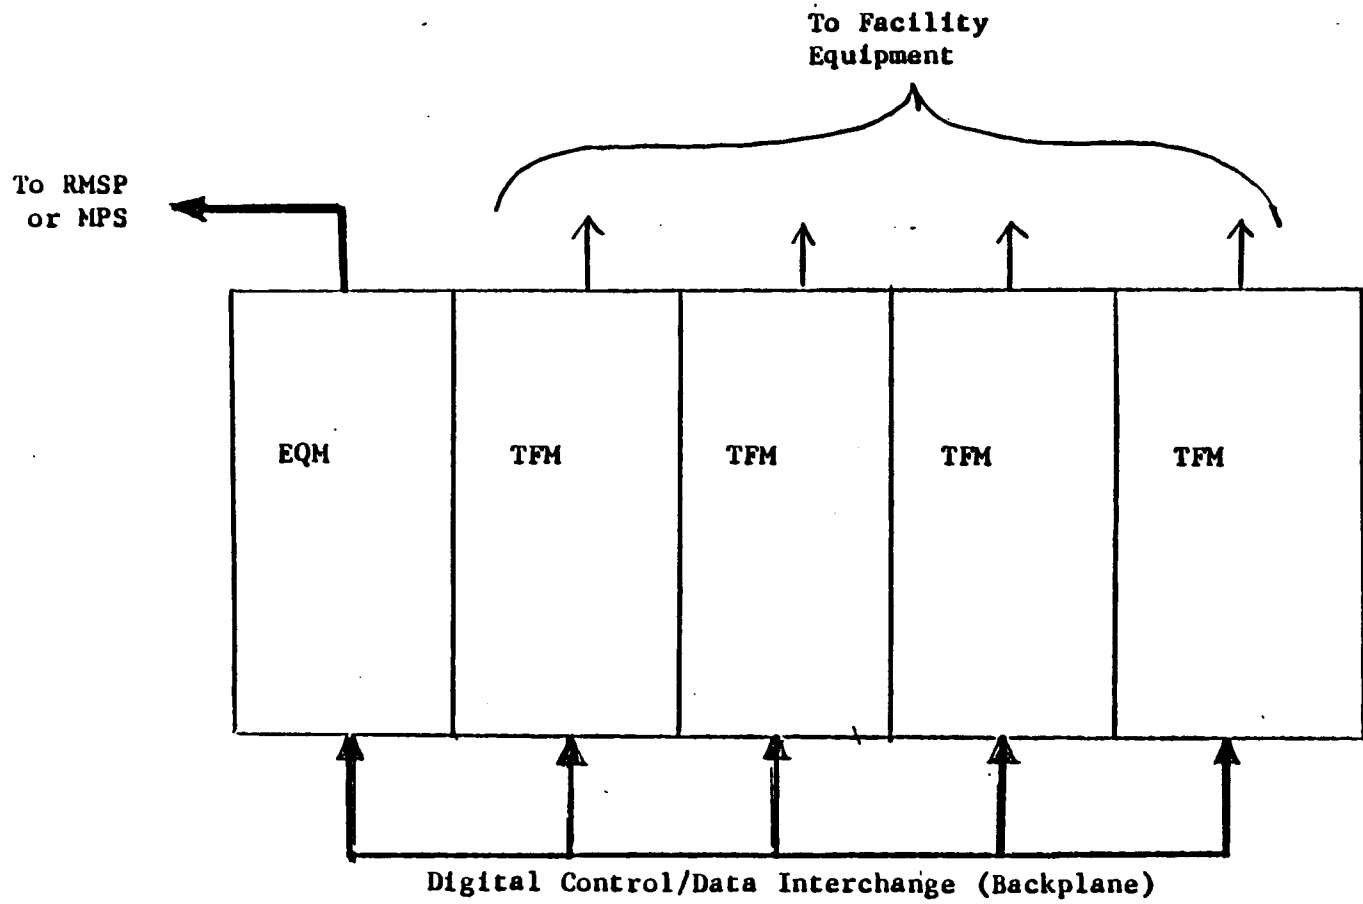 To Facility
Equipment
To RMSP
or MPS
EQM
TFM
TFM
TFM
TFM
Digital Control/Data Interchange (Backplane)